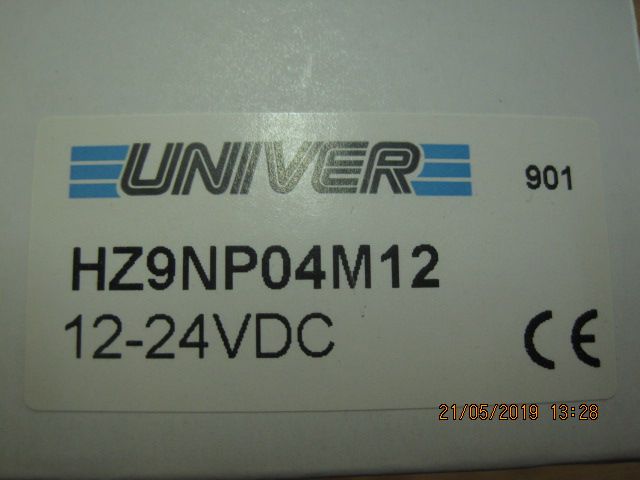 UNIVER
901
HZ9NP04M12
12-24VDC
CE
21/05/2019 13:28